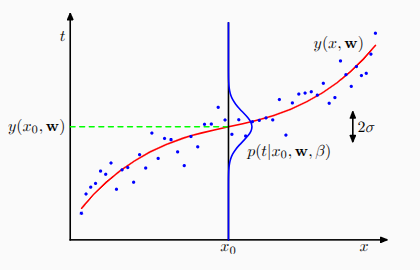 t
y(x, w)
y(x₀, w)
2σ
p(t|x₀, w, β)
x₀
x